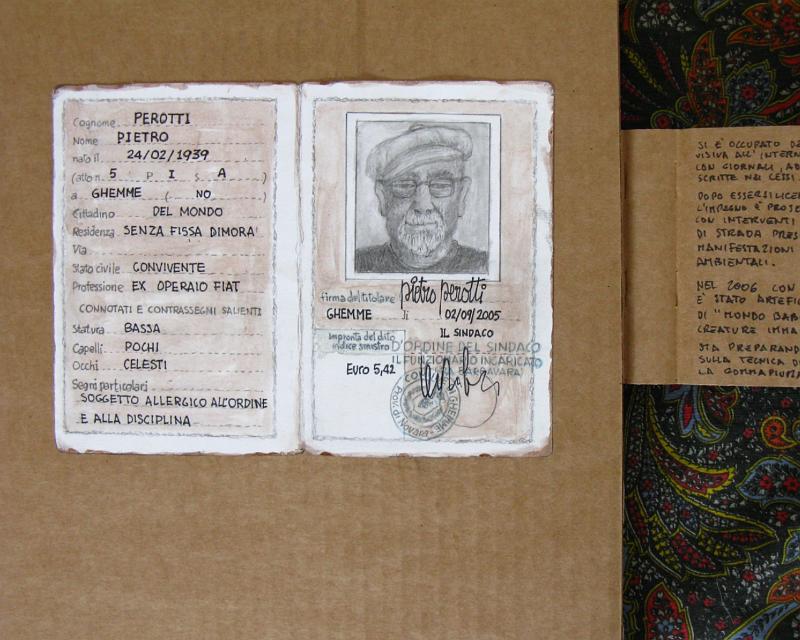 Cognome PEROTTI
Nome PIETRO
nato il 24/02/1939
(atto n. 5 P I S A )
a GHEMME ( NO )
Cittadino DEL MONDO
Residenza SENZA FISSA DIMORA'
Via
Stato civile CONVIVENTE
Professione EX OPERAIO FIAT
CONNOTATI E CONTRASSEGNI SALIENTI
Statura BASSA
Capelli POCHI
Occhi CELESTI
Segni particolari
SOGGETTO ALLERGICO ALL'ORDINE
E ALLA DISCIPLINA
firma del titolare pietro perotti
GHEMME lì 02/09/2005
IL SINDACO
impronta del dito
indice sinistro
D'ORDINE DEL SINDACO
IL FUNZIONARIO INCARICATO
Euro 5,42
SI È OCCUPATO
VISIVA ALL'
CON GIORNALI,
SCRITTE NEI CESSI
DOPO ESSERSI
L'IMPEGNO È
CON INTERVENTI
DI STRADA
MANIFESTAZIONI
AMBIENTALI.
NEL 2006 CON
È STATO
DI "MONDO
CREATURE
STA
SULLA TECNICA
LA